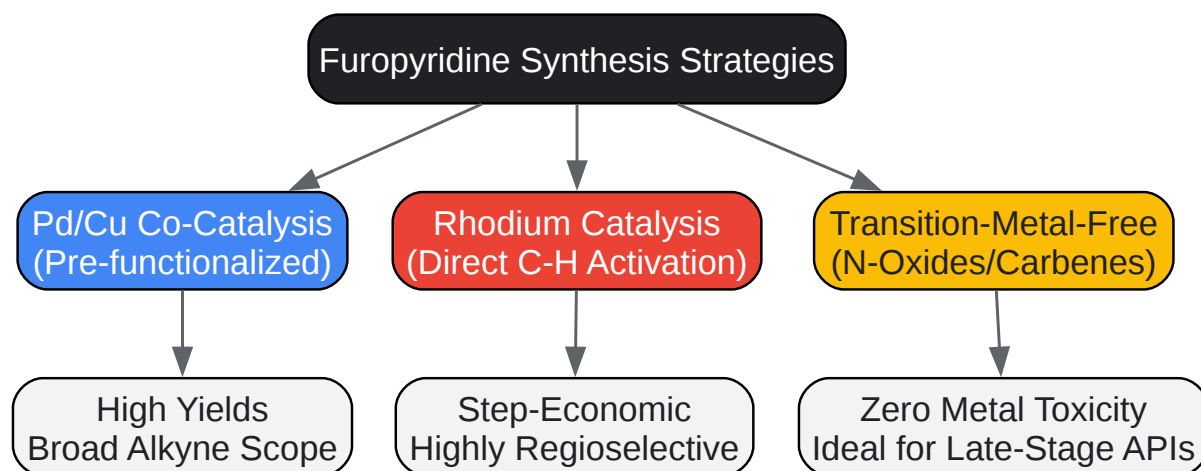 Furopyridine Synthesis Strategies
Pd/Cu Co-Catalysis
(Pre-functionalized)
Rhodium Catalysis
(Direct C-H Activation)
Transition-Metal-Free
(N-Oxides/Carbenes)
High Yields
Broad Alkyne Scope
Step-Economic
Highly Regioselective
Zero Metal Toxicity
Ideal for Late-Stage APIs